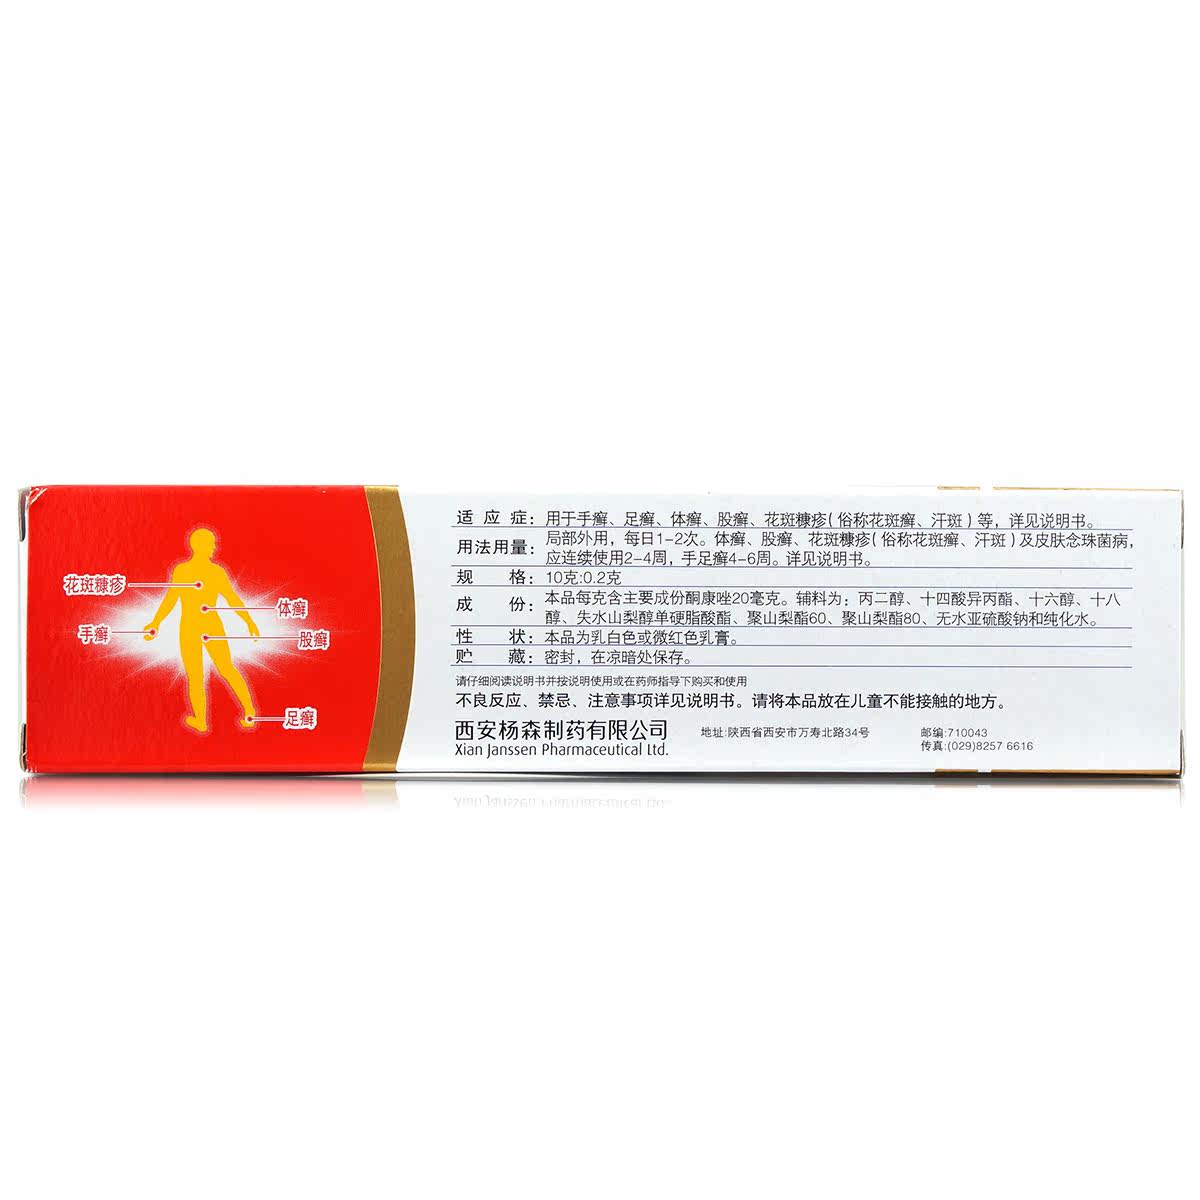 花斑糠疹
体癣
手癣
股癣
足癣
适应症：用于手癣、足癣、体癣、股癣、花斑糠疹(俗称花斑癣、汗斑)等，详见说明书。
用法用量：局部外用，每日1-2次。体癣、股癣、花斑糠疹(俗称花斑癣、汗斑)及皮肤念珠菌病，
应连续使用2-4周，手足癣4-6周。详见说明书。
规格：10克:0.2克
成份：本品每克含主要成份酮康唑20毫克。辅料为：丙二醇、十四酸异丙酯、十六醇、十八
醇、失水山梨醇单硬脂酸酯、聚山梨酯60、聚山梨酯80、无水亚硫酸钠和纯化水。
性状：本品为乳白色或微红色乳膏。
贮藏：密封，在凉暗处保存。
请仔细阅读说明书并按说明使用或在药师指导下购买和使用
不良反应、禁忌、注意事项详见说明书。请将本品放在儿童不能接触的地方。
西安杨森制药有限公司 地址:陕西省西安市万寿北路34号 邮编:710043
Xian Janssen Pharmaceutical Ltd. 传真:(029)8257 6616